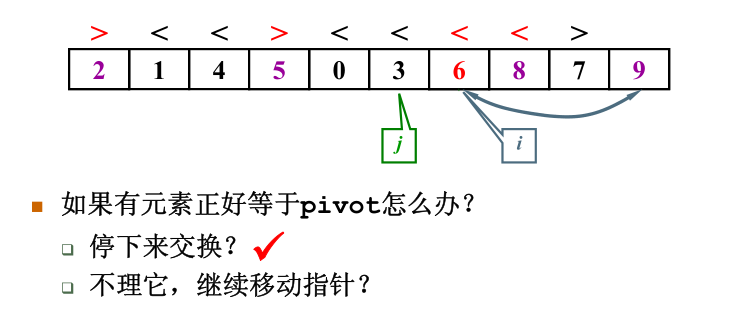 > < < > < < < < >
2 1 4 5 0 3 6 8 7 9
j i
如果有元素正好等于pivot怎么办？
停下来交换？
不理它，继续移动指针？